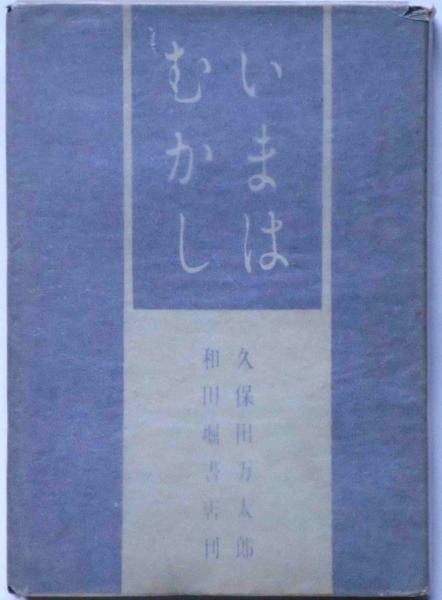 いまは
むかし
久保田万太郎
和田堀書店刊